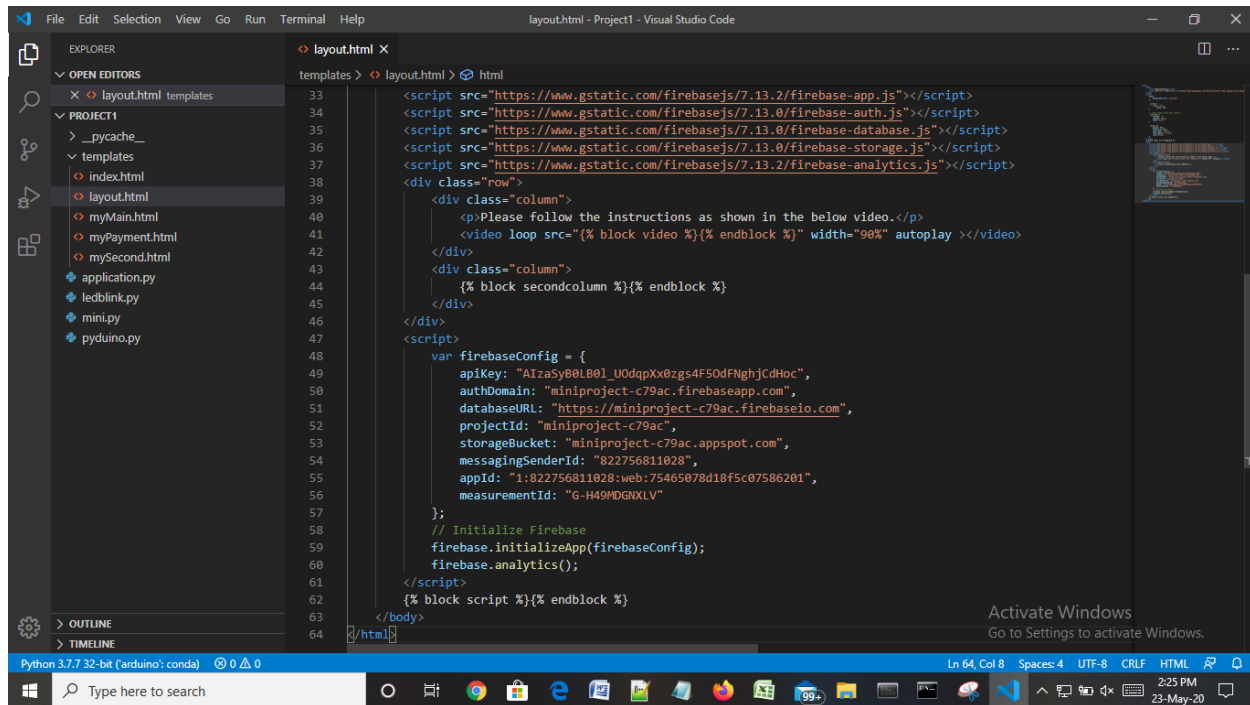 File Edit Selection View Go Run Terminal Help
layout.html - Project1 - Visual Studio Code
EXPLORER
OPEN EDITORS
layout.html templates
PROJECT1
__pycache__
templates
index.html
layout.html
myMain.html
myPayment.html
mySecond.html
application.py
ledblink.py
mini.py
pyduino.py
OUTLINE
TIMELINE
layout.html
templates > layout.html > html
33 <script src="https://www.gstatic.com/firebasejs/7.13.2/firebase-app.js"></script>
34 <script src="https://www.gstatic.com/firebasejs/7.13.0/firebase-auth.js"></script>
35 <script src="https://www.gstatic.com/firebasejs/7.13.0/firebase-database.js"></script>
36 <script src="https://www.gstatic.com/firebasejs/7.13.0/firebase-storage.js"></script>
37 <script src="https://www.gstatic.com/firebasejs/7.13.2/firebase-analytics.js"></script>
38 <div class="row">
39 <div class="column">
40 <p>Please follow the instructions as shown in the below video.</p>
41 <video loop src="{% block video %}{% endblock %}" width="90%" autoplay ></video>
42 </div>
43 <div class="column">
44 {% block secondcolumn %}{% endblock %}
45 </div>
46 </div>
47 <script>
48 var firebaseConfig = {
49 apiKey: "AIzaSyB0LB0l_UOdqpXx0zgs4F5OdFNghjCdHoc",
50 authDomain: "miniproject-c79ac.firebaseapp.com",
51 databaseURL: "https://miniproject-c79ac.firebaseio.com",
52 projectId: "miniproject-c79ac",
53 storageBucket: "miniproject-c79ac.appspot.com",
54 messagingSenderId: "822756811028",
55 appId: "1:822756811028:web:75465078d18f5c07586201",
56 measurementId: "G-H49MDGNXLV"
57 };
58 // Initialize Firebase
59 firebase.initializeApp(firebaseConfig);
60 firebase.analytics();
61 </script>
62 {% block script %}{% endblock %}
63 </body>
64 </html>
Activate Windows
Go to Settings to activate Windows.
Python 3.7.7 32-bit ('arduino': conda) 0 0 Ln 64, Col 8 Spaces: 4 UTF-8 CRLF HTML
Type here to search
99+
2:25 PM
23-May-20